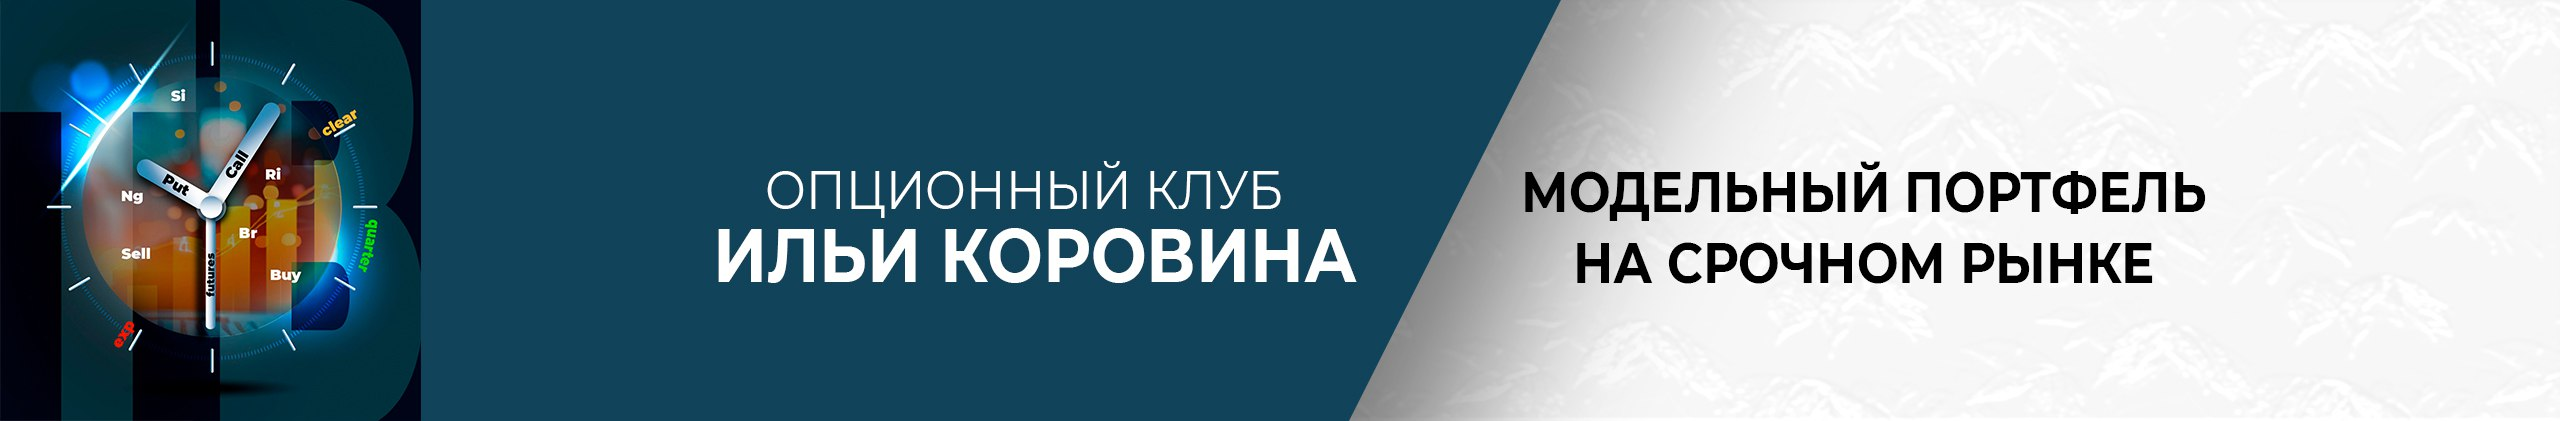 Si
clear
Call
Put
Ri
Ng
Br
quarter
Sell
futures
Buy
exp
ОПЦИОННЫЙ КЛУБ
ИЛЬИ КОРОВИНА
МОДЕЛЬНЫЙ ПОРТФЕЛЬ
НА СРОЧНОМ РЫНКЕ